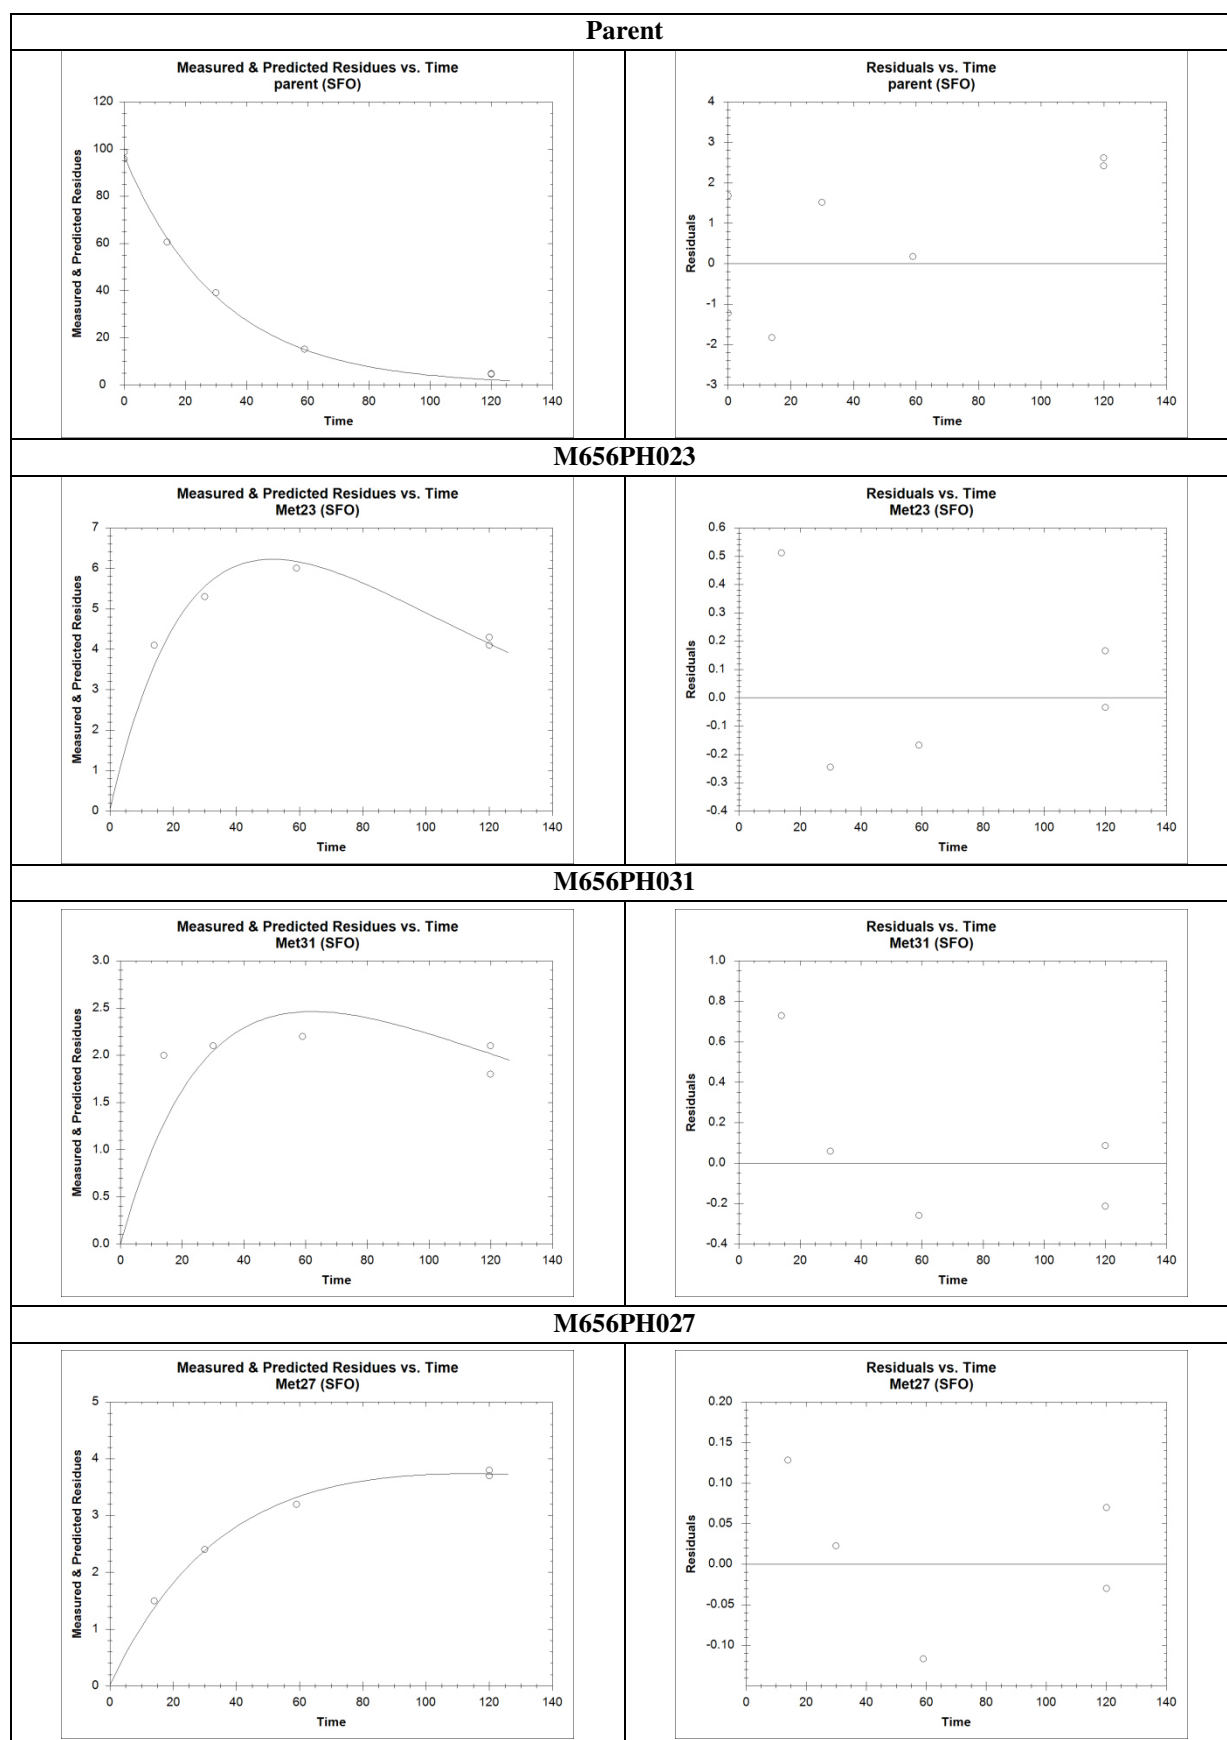 Parent
Measured & Predicted Residues vs. Time
parent (SFO)
Measured & Predicted Residues
120
100
80
60
40
20
0
0 20 40 60 80 100 120 140
Time
Residuals vs. Time
parent (SFO)
Residuals
4
3
2
1
0
-1
-2
-3
0 20 40 60 80 100 120 140
Time
M656PH023
Measured & Predicted Residues vs. Time
Met23 (SFO)
Measured & Predicted Residues
7
6
5
4
3
2
1
0
0 20 40 60 80 100 120 140
Time
Residuals vs. Time
Met23 (SFO)
Residuals
0.6
0.5
0.4
0.3
0.2
0.1
0.0
-0.1
-0.2
-0.3
-0.4
0 20 40 60 80 100 120 140
Time
M656PH031
Measured & Predicted Residues vs. Time
Met31 (SFO)
Measured & Predicted Residues
3.0
2.5
2.0
1.5
1.0
0.5
0.0
0 20 40 60 80 100 120 140
Time
Residuals vs. Time
Met31 (SFO)
Residuals
1.0
0.8
0.6
0.4
0.2
0.0
-0.2
-0.4
0 20 40 60 80 100 120 140
Time
M656PH027
Measured & Predicted Residues vs. Time
Met27 (SFO)
Measured & Predicted Residues
5
4
3
2
1
0
0 20 40 60 80 100 120 140
Time
Residuals vs. Time
Met27 (SFO)
Residuals
0.20
0.15
0.10
0.05
0.00
-0.05
-0.10
0 20 40 60 80 100 120 140
Time